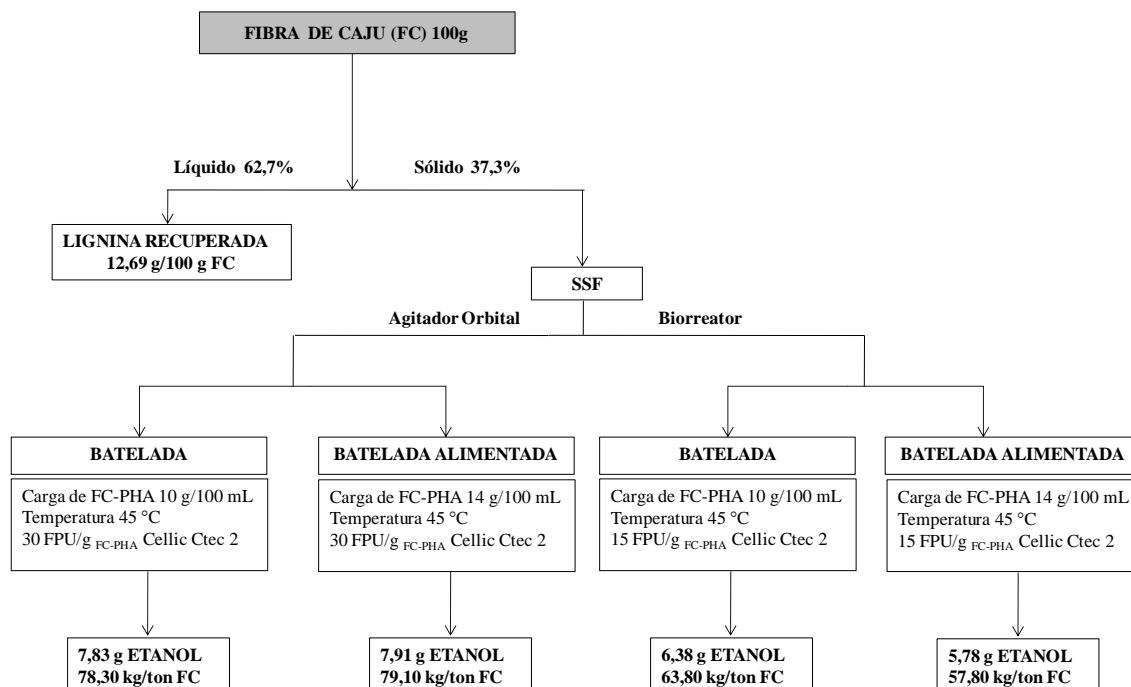 FIBRA DE CAJU (FC) 100g
Líquido 62,7%
Sólido 37,3%
LIGNINA RECUPERADA
12,69 g/100 g FC
SSF
Agitador Orbital
Biorreator
BATELADA
Carga de FC-PHA 10 g/100 mL
Temperatura 45 °C
30 FPU/g FC-PHA Cellic Ctec 2
7,83 g ETANOL
78,30 kg/ton FC
BATELADA ALIMENTADA
Carga de FC-PHA 14 g/100 mL
Temperatura 45 °C
30 FPU/g FC-PHA Cellic Ctec 2
7,91 g ETANOL
79,10 kg/ton FC
BATELADA
Carga de FC-PHA 10 g/100 mL
Temperatura 45 °C
15 FPU/g FC-PHA Cellic Ctec 2
6,38 g ETANOL
63,80 kg/ton FC
BATELADA ALIMENTADA
Carga de FC-PHA 14 g/100 mL
Temperatura 45 °C
15 FPU/g FC-PHA Cellic Ctec 2
5,78 g ETANOL
57,80 kg/ton FC